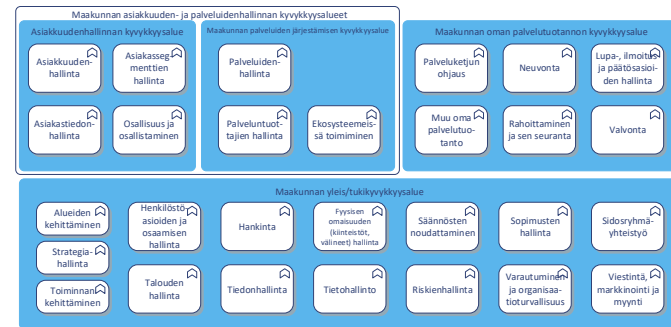 Maakunnan asiakkuuden- ja palveluidenhallinnan kyvykkyysalueet
Asiakkuudenhallinnan kyvykkyysalue
Asiakkuuden-
hallinta
Asiakasseg-
menttien
hallinta
Asiakastiedon-
hallinta
Osallisuus ja
osallistaminen
Maakunnan palveluiden järjestämisen kyvykkyysalue
Palveluiden-
hallinta
Palveluntuot-
tajien hallinta
Ekosysteemeis-
sä toimiminen
Maakunnan oman palvelutuotannon kyvykkyysalue
Palveluketjun
ohjaus
Neuvonta
Lupa-, ilmoitus
ja päätösasioi-
den hallinta
Muu oma
palvelutuo-
tanto
Rahoittaminen
ja sen seuranta
Valvonta
Maakunnan yleis/tukikyvykkyysalue
Alueiden
kehittäminen
Strategia-
hallinta
Toiminnan
kehittäminen
Henkilöstö-
asioiden ja
osaamisen
hallinta
Hankinta
Fyysisen
omaisuuden
(kiinteistöt,
välineet) hallinta
Säännösten
noudattaminen
Sopimusten
hallinta
Sidosryhmä-
yhteistyö
Talouden
hallinta
Tiedonhallinta
Tietohallinto
Riskienhallinta
Varautuminen
ja organisaa-
tioturvallisuus
Viestintä,
markkinointi ja
myynti